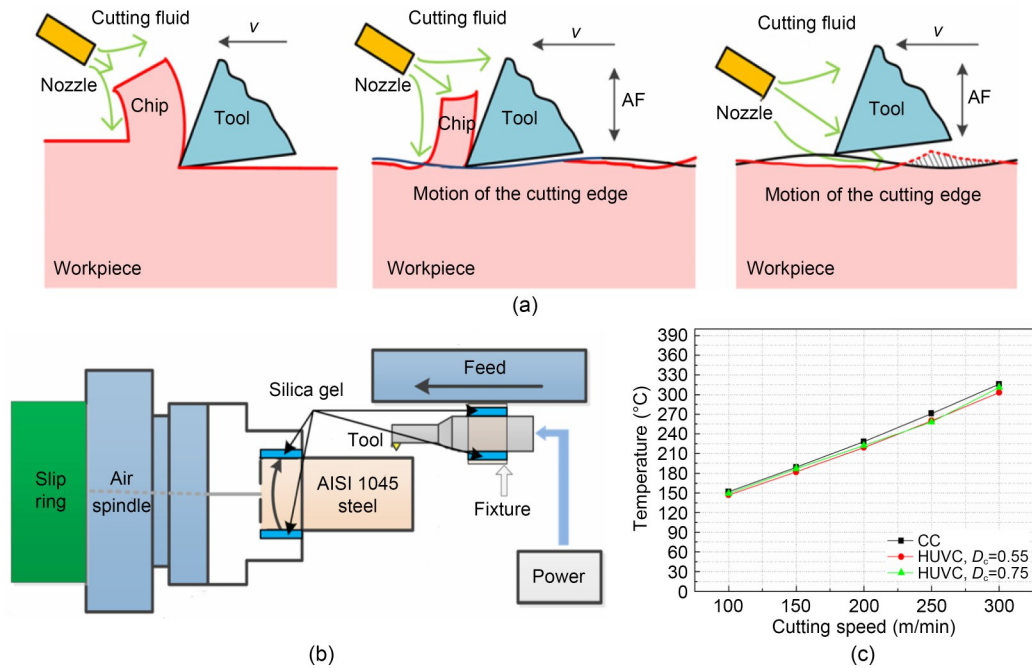 Cutting fluid
v
Nozzle
Chip
Tool
Workpiece
Cutting fluid
v
Nozzle
AF
Chip
Tool
Motion of the cutting edge
Workpiece
Cutting fluid
v
Nozzle
AF
Tool
Motion of the cutting edge
Workpiece
(a)
Slip
ring
Air
spindle
Silica gel
AISI 1045
steel
Feed
Tool
Fixture
Power
(b)
Temperature (°C)
390
360
330
300
270
240
210
180
150
120
90
60
30
0
CC
HUVC, Dc=0.55
HUVC, Dc=0.75
100 150 200 250 300
Cutting speed (m/min)
(c)